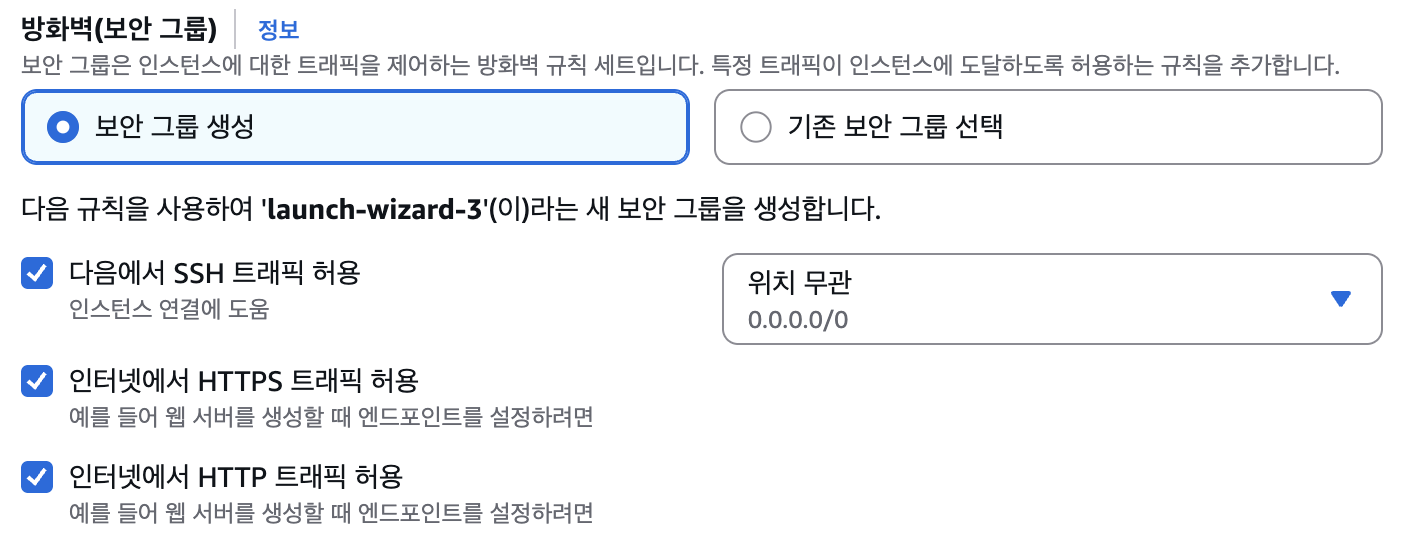 방화벽(보안 그룹) 정보
보안 그룹은 인스턴스에 대한 트래픽을 제어하는 방화벽 규칙 세트입니다. 특정 트래픽이 인스턴스에 도달하도록 허용하는 규칙을 추가합니다.
보안 그룹 생성
기존 보안 그룹 선택
다음 규칙을 사용하여 'launch-wizard-3'(이)라는 새 보안 그룹을 생성합니다.
다음에서 SSH 트래픽 허용
인스턴스 연결에 도움
위치 무관
0.0.0.0/0
인터넷에서 HTTPS 트래픽 허용
예를 들어 웹 서버를 생성할 때 엔드포인트를 설정하려면
인터넷에서 HTTP 트래픽 허용
예를 들어 웹 서버를 생성할 때 엔드포인트를 설정하려면